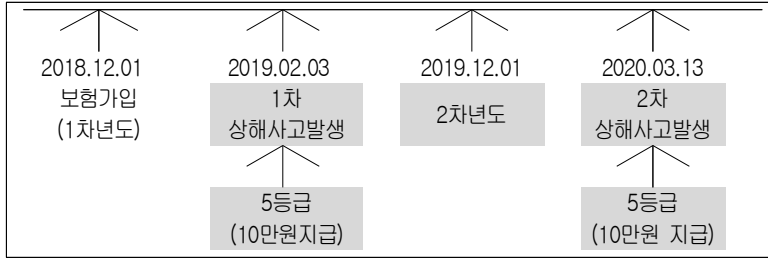 2018.12.01
보험가입
(1차년도)
2019.02.03
1차
상해사고발생
5등급
(10만원지급)
2019.12.01
2차년도
2020.03.13
2차
상해사고발생
5등급
(10만원 지급)